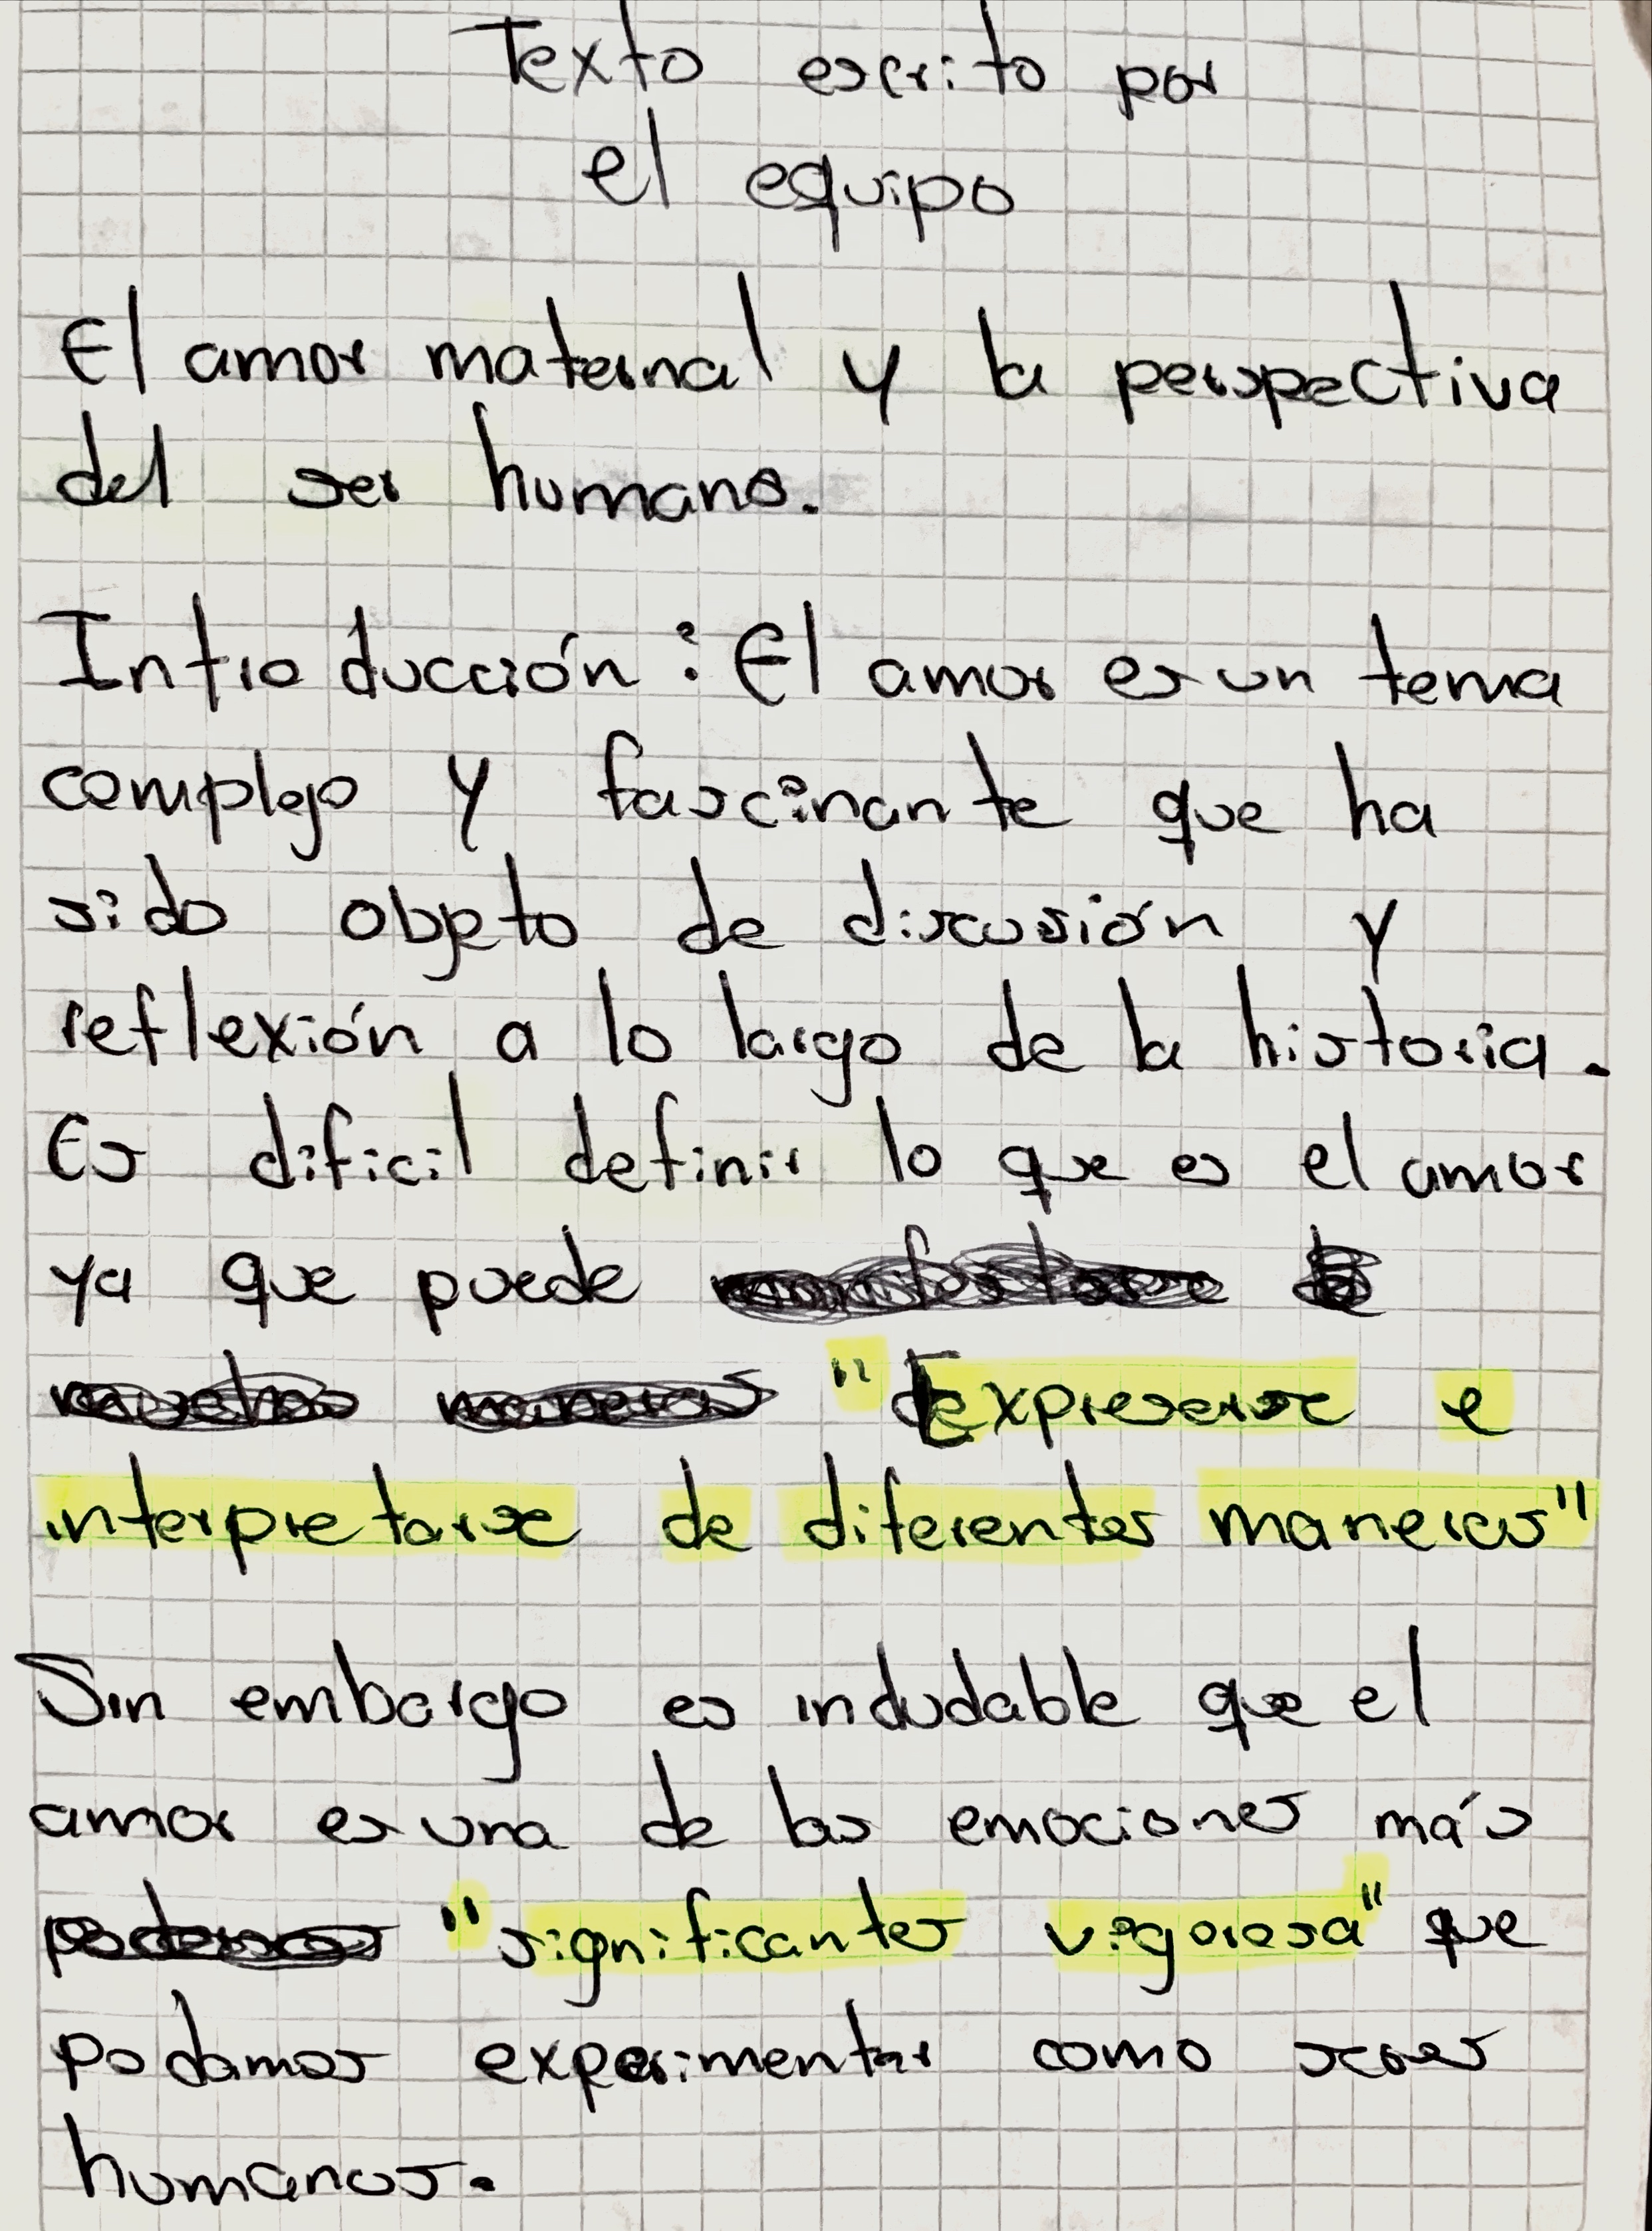 Texto escrito por
el equipo
El amor maternal y la perspectiva
del ser humano.
Introducción: El amor es un tema
complejo y fascinante que ha
sido objeto de discusión y
reflexión a lo largo de la historia.
Es dificil definir lo que es el amor
ya que puede
"Expresarse e
interpretarse de diferentes maneras"
Sin embargo es indudable que el
amor es una de las emociones más
"significantes vigorosa" que
podamos experimentar como seres
humanos.